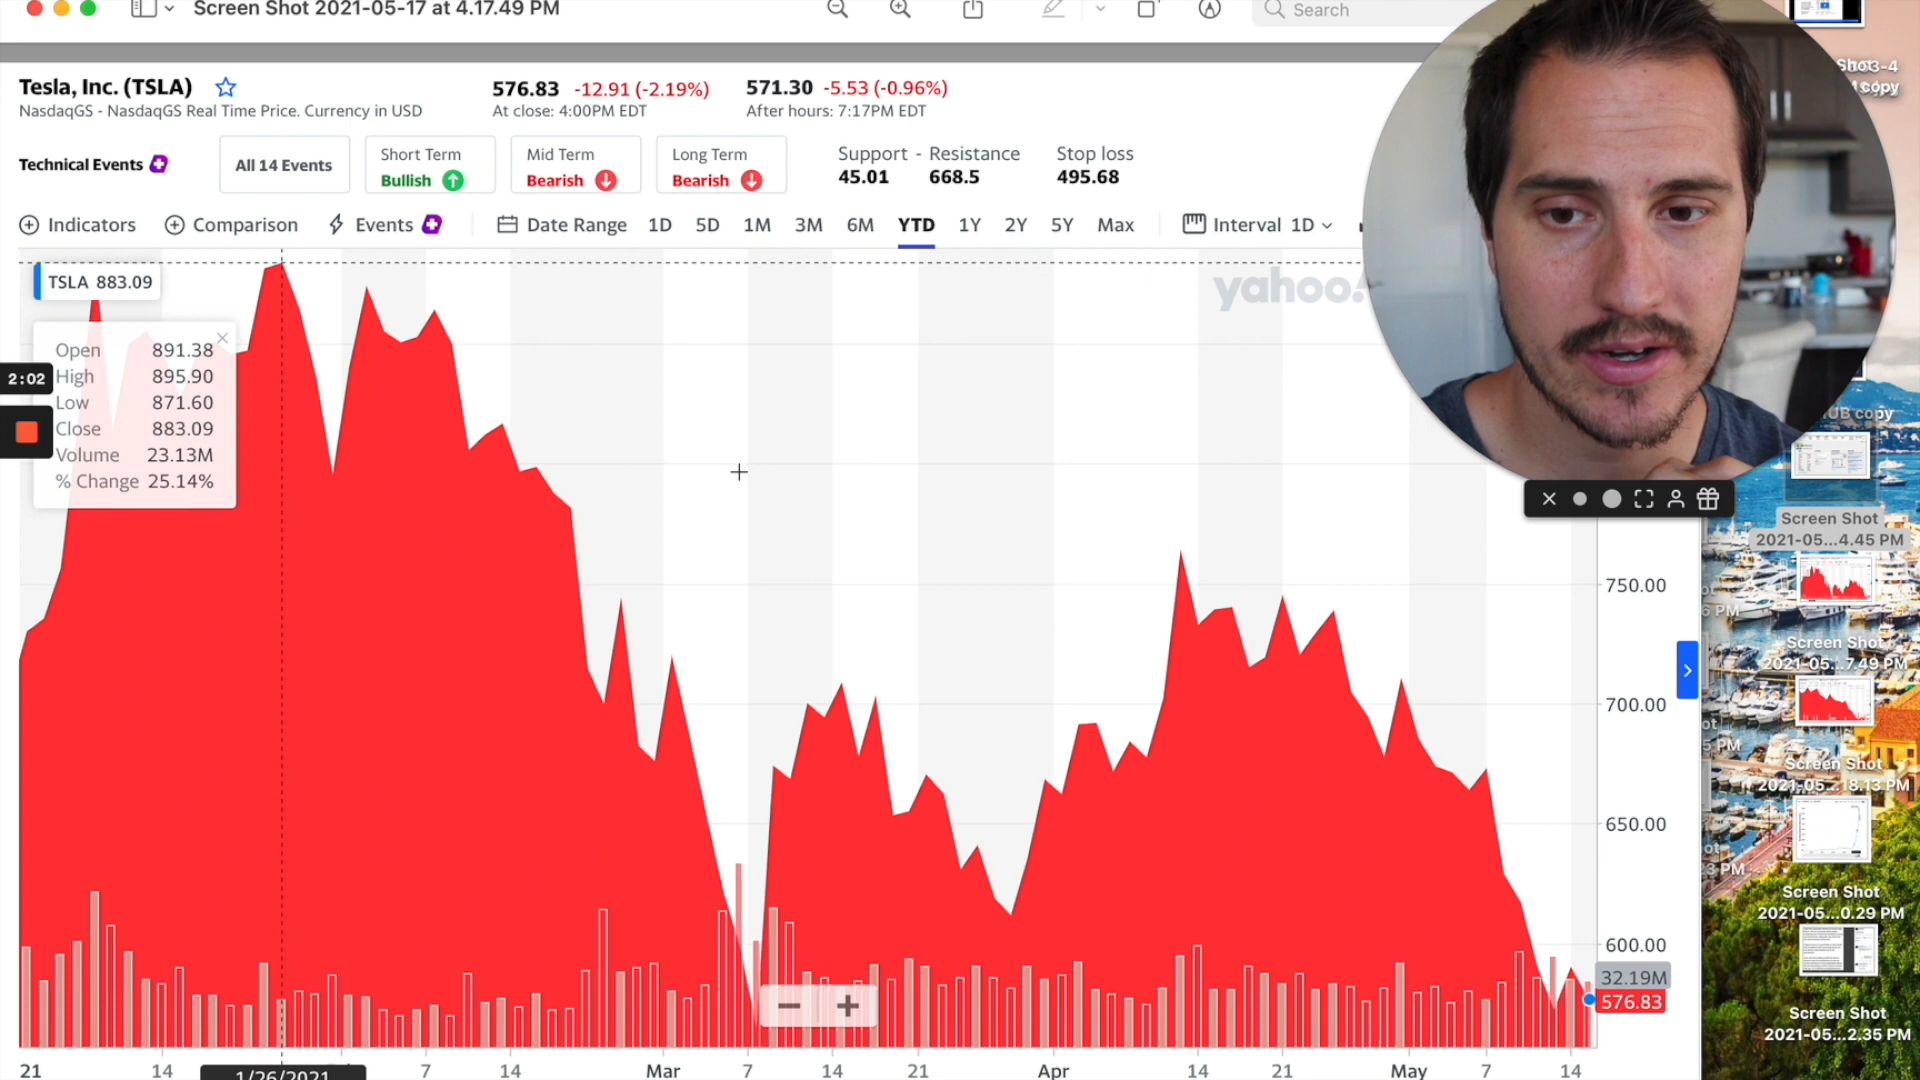 Screen Shot 2021-05-17 at 4.17.49 PM
Search
Tesla, Inc. (TSLA)
576.83 -12.91 (-2.19%)
571.30 -5.53 (-0.96%)
NasdaqGS - NasdaqGS Real Time Price. Currency in USD
At close: 4:00PM EDT
After hours: 7:17PM EDT
Technical Events
All 14 Events
Short Term
Bullish
Mid Term
Bearish
Long Term
Bearish
Support - Resistance
45.01 668.5
Stop loss
495.68
Indicators
Comparison
Events
Date Range 1D 5D 1M 3M 6M YTD 1Y 2Y 5Y Max
Interval 1D
TSLA 883.09
yahoo!
Open 891.38
High 895.90
Low 871.60
Close 883.09
Volume 23.13M
% Change 25.14%
2:02
750.00
700.00
650.00
600.00
32.19M
576.83
− +
21 14 7 14 Mar 7 14 21 Apr 14 21 May 7 14
1/26/2021
copy
copy
Screen Shot
2021-05...4.45 PM
Screen Shot
2021-05...7.49 PM
Screen Shot
2021-05...18.13 PM
Screen Shot
2021-05...0.29 PM
Screen Shot
2021-05...2.35 PM